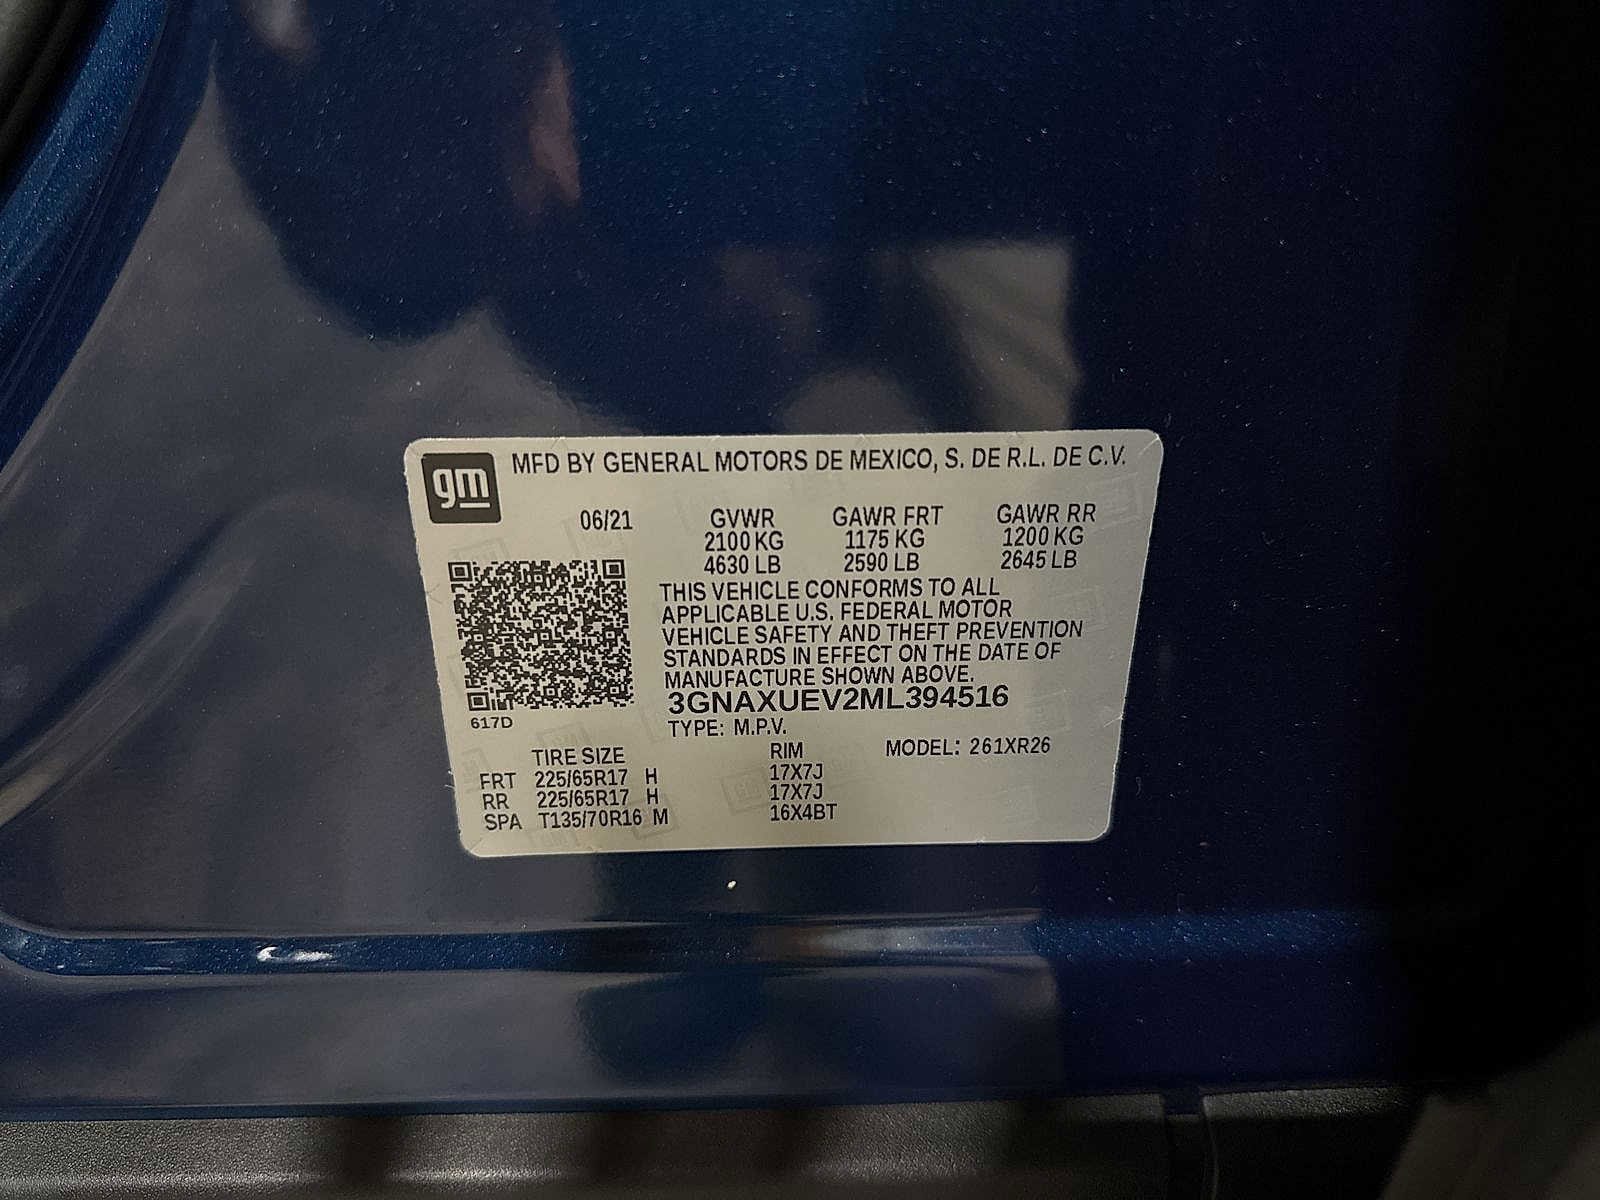 gm MFD BY GENERAL MOTORS DE MEXICO, S. DE R.L. DE C.V.
06/21 GVWR GAWR FRT GAWR RR
2100 KG 1175 KG 1200 KG
4630 LB 2590 LB 2645 LB
THIS VEHICLE CONFORMS TO ALL
APPLICABLE U.S. FEDERAL MOTOR
VEHICLE SAFETY AND THEFT PREVENTION
STANDARDS IN EFFECT ON THE DATE OF
MANUFACTURE SHOWN ABOVE.
3GNAXUEV2ML394516
617D TYPE: M.P.V.
TIRE SIZE RIM MODEL: 261XR26
FRT 225/65R17 H 17X7J
RR 225/65R17 H 17X7J
SPA T135/70R16 M 16X4BT